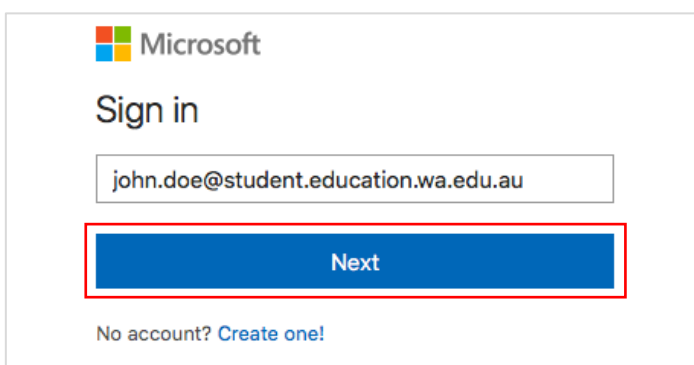 Microsoft
Sign in
john.doe@student.education.wa.edu.au
Next
No account? Create one!